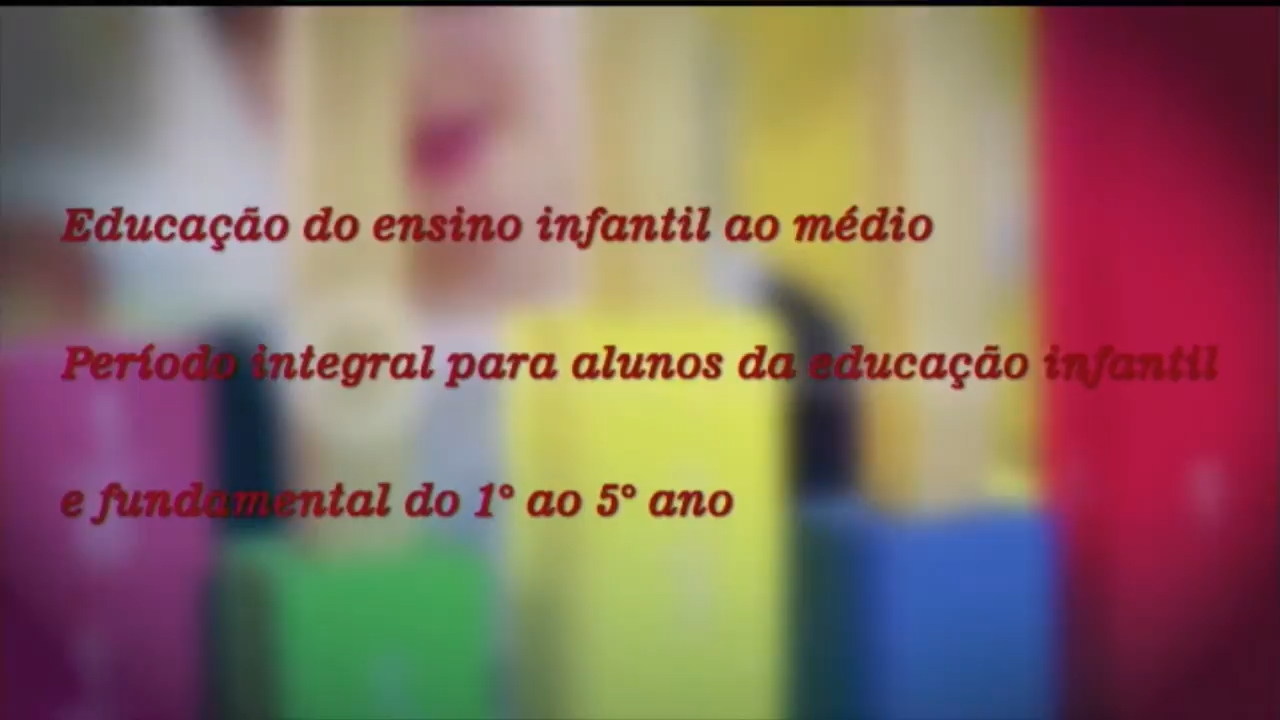 Educação do ensino infantil ao médio
Período integral para alunos da educação infantil
e fundamental do 1° ao 5° ano